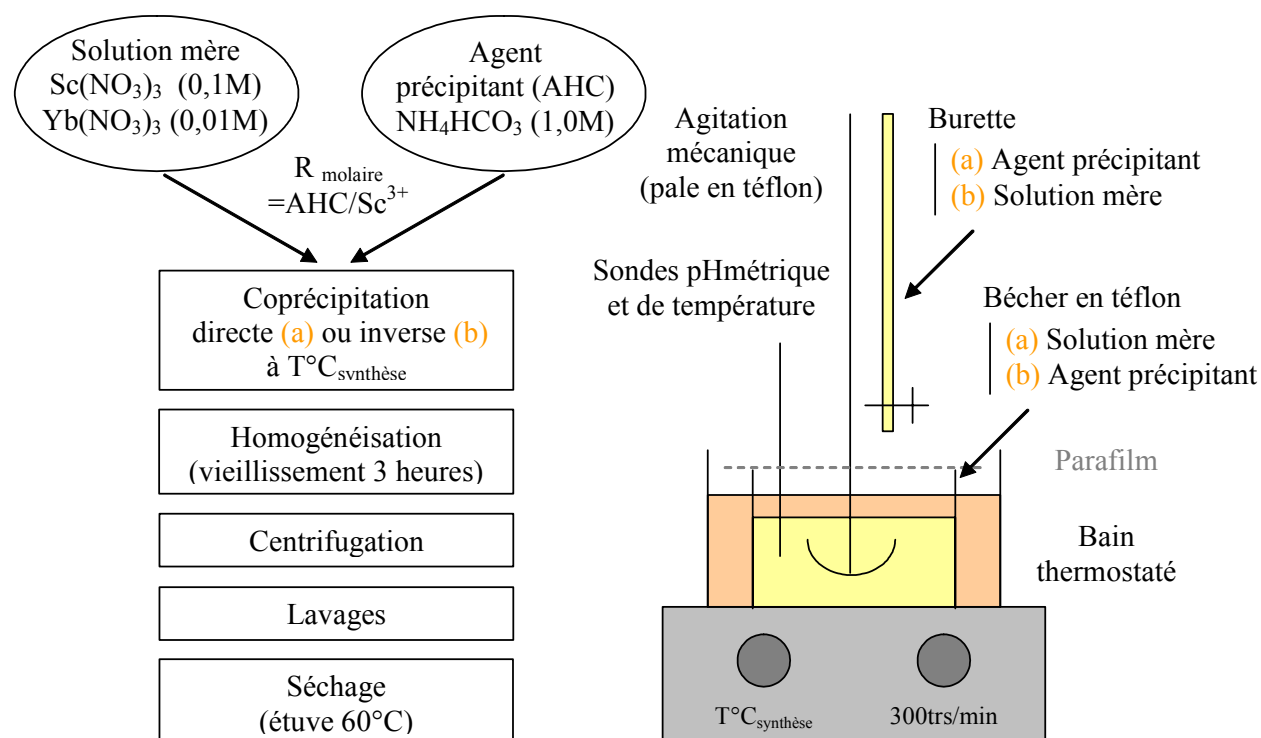 Solution mère
Sc(NO₃)₃ (0,1M)
Yb(NO₃)₃ (0,01M)
Agent
précipitant (AHC)
NH₄HCO₃ (1,0M)
R molaire
=AHC/Sc³⁺
Coprécipitation
directe (a) ou inverse (b)
à T°Csynthèse
Homogénéisation
(vieillissement 3 heures)
Centrifugation
Lavages
Séchage
(étuve 60°C)
Agitation
mécanique
(pale en téflon)
Burette
(a) Agent précipitant
(b) Solution mère
Sondes pHmétrique
et de température
Bécher en téflon
(a) Solution mère
(b) Agent précipitant
Parafilm
Bain
thermostaté
T°Csynthèse
300trs/min